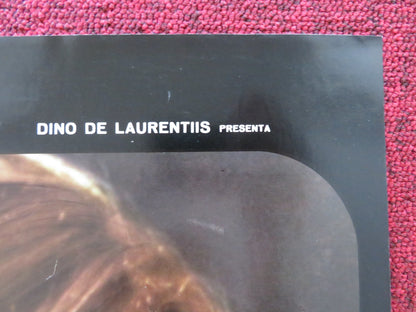 DINO DE LAURENTIIS PRESENTA